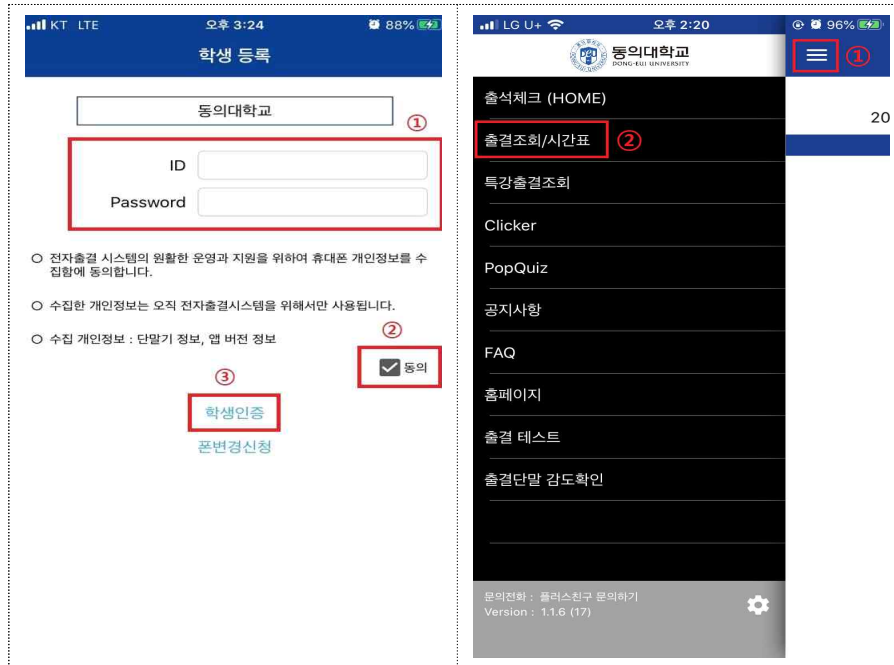 KT LTE 오후 3:24 88%
학생 등록
동의대학교
①
ID
Password
○ 전자출결 시스템의 원활한 운영과 지원을 위하여 휴대폰 개인정보를 수
집함에 동의합니다.
○ 수집한 개인정보는 오직 전자출결시스템을 위해서만 사용됩니다.
○ 수집 개인정보 : 단말기 정보, 앱 버전 정보
②
동의
③
학생인증
폰변경신청
LG U+ 오후 2:20 96%
동의대학교
DONG-EUI UNIVERSITY
①
출석체크 (HOME)
20
출결조회/시간표 ②
특강출결조회
Clicker
PopQuiz
공지사항
FAQ
홈페이지
출결 테스트
출결단말 감도확인
문의전화 : 플러스친구 문의하기
Version : 1.1.6 (17)